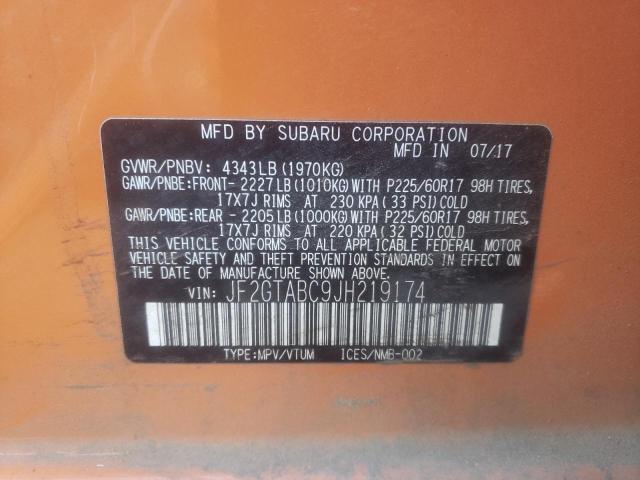 MFD BY SUBARU CORPORATION
MFD IN 07/17
GVWR/PNBV: 4343LB(1970KG)
GAWR/PNBE:FRONT- 2227LB(1010KG)WITH P225/60R17 98H TIRES,
17X7J RIMS AT 230 KPA(33 PSI)COLD
GAWR/PNBE:REAR - 2205LB(1000KG)WITH P225/60R17 98H TIRES,
17X7J RIMS AT 220 KPA(32 PSI)COLD
THIS VEHICLE CONFORMS TO ALL APPLICABLE FEDERAL MOTOR
VEHICLE SAFETY AND THEFT PREVENTION STANDARDS IN EFFECT
ON THE DATE OF MANUFACTURE SHOWN ABOVE.
VIN: JF2GTABC9JH219174
TYPE:MPV/VTUM ICES/NMB-002